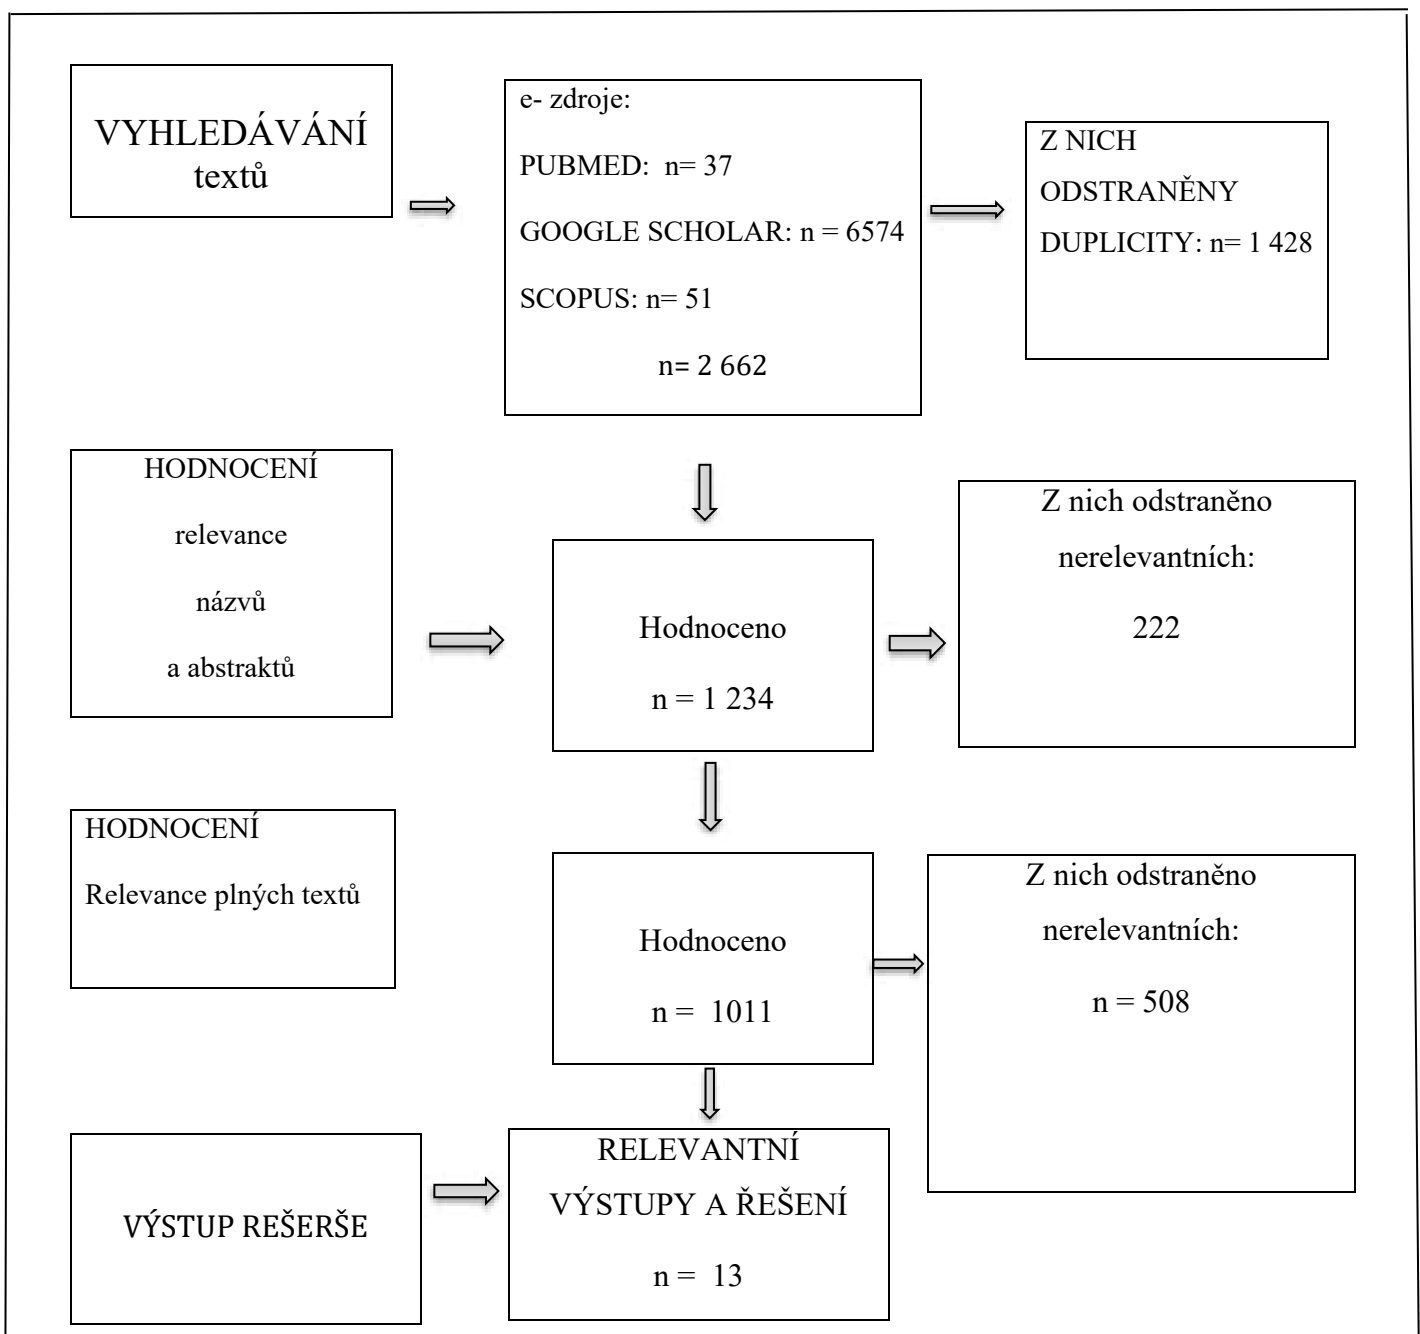 VYHLEDÁVÁNÍ
textů
e- zdroje:
PUBMED: n= 37
GOOGLE SCHOLAR: n = 6574
SCOPUS: n= 51
n= 2 662
Z NICH
ODSTRANĚNY
DUPLICITY: n= 1 428
HODNOCENÍ
relevance
názvů
a abstraktů
Hodnoceno
n = 1 234
Z nich odstraněno
nerelevantních:
222
HODNOCENÍ
Relevance plných textů
Hodnoceno
n = 1011
Z nich odstraněno
nerelevantních:
n = 508
VÝSTUP REŠERŠE
RELEVANTNÍ
VÝSTUPY A ŘEŠENÍ
n = 13